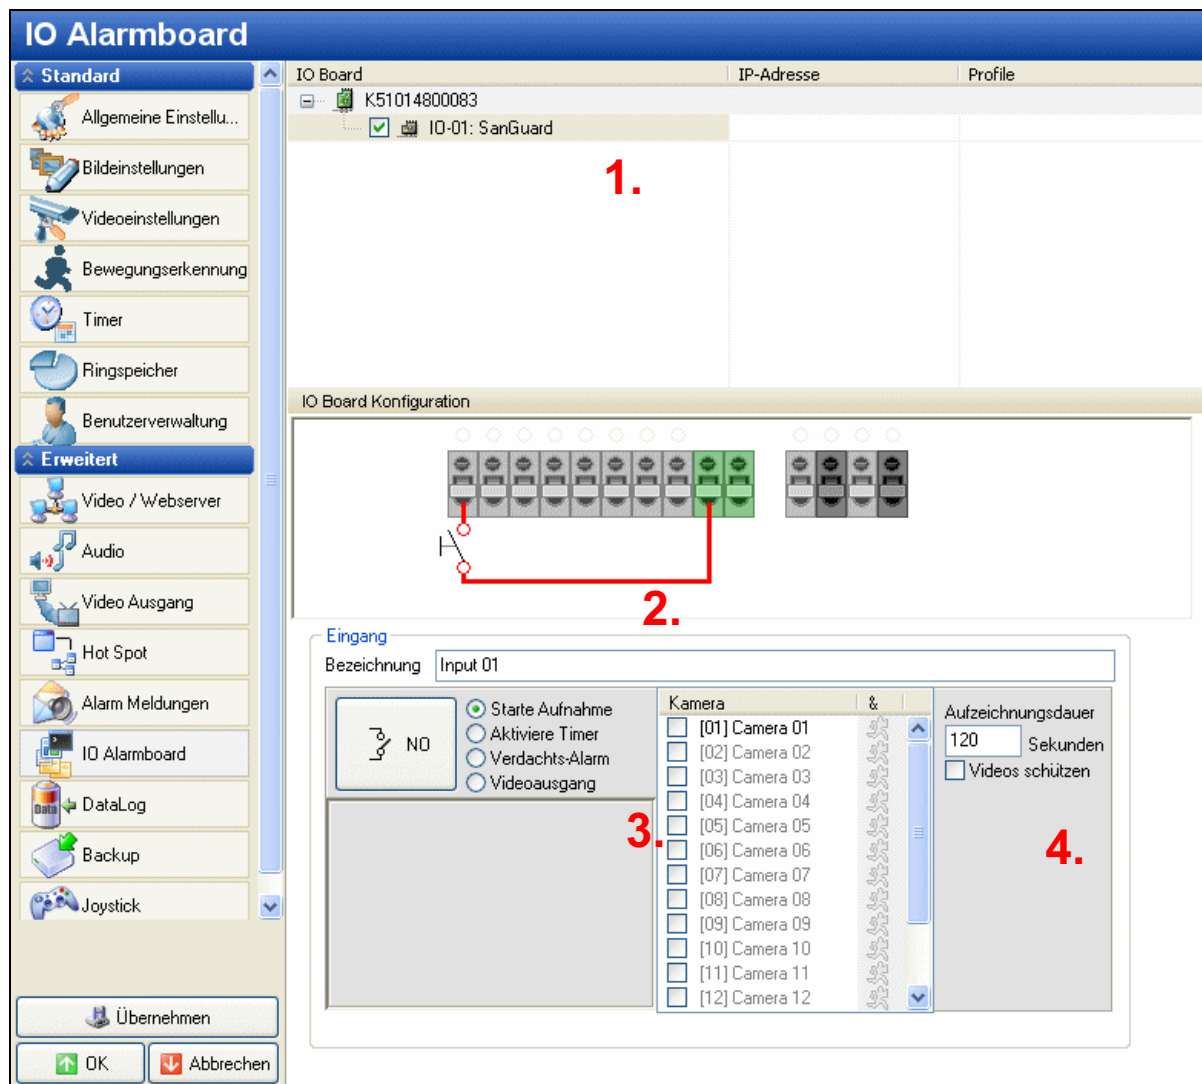 IO Alarmboard
Standard
Allgemeine Einstellu...
Bildeinstellungen
Videoeinstellungen
Bewegungserkennung
Timer
Ringspeicher
Benutzerverwaltung
Erweitert
Video / Webserver
Audio
Video Ausgang
Hot Spot
Alarm Meldungen
IO Alarmboard
Data
DataLog
Backup
Joystick
Übernehmen
OK
Abbrechen
IO Board
IP-Adresse
Profile
K51014800083
IO-01: SanGuard
1.
IO Board Konfiguration
2.
Eingang
Bezeichnung
Input 01
NO
Starte Aufnahme
Aktiviere Timer
Verdachts-Alarm
Videoausgang
3.
Kamera
&
[01] Camera 01
[02] Camera 02
[03] Camera 03
[04] Camera 04
[05] Camera 05
[06] Camera 06
[07] Camera 07
[08] Camera 08
[09] Camera 09
[10] Camera 10
[11] Camera 11
[12] Camera 12
Aufzeichnungsdauer
120 Sekunden
Videos schützen
4.